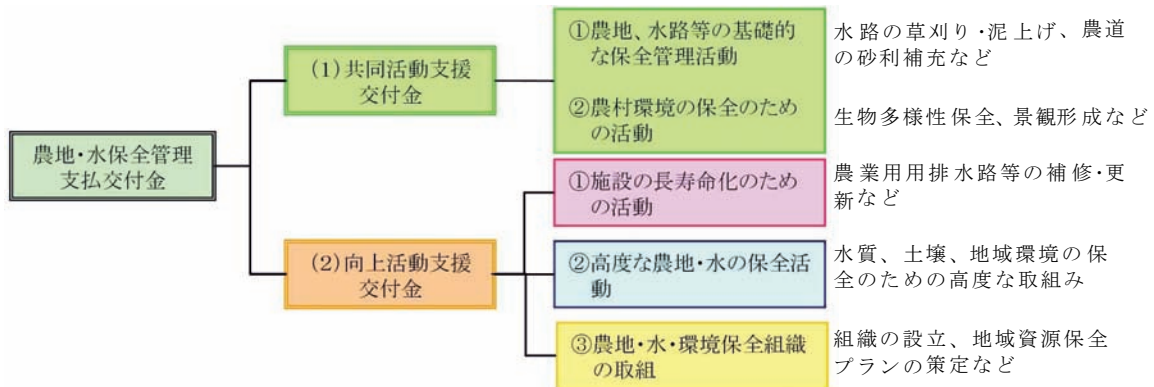 農地・水保全管理
支払交付金
(1)共同活動支援
交付金
①農地、水路等の基礎的
な保全管理活動
②農村環境の保全のため
の活動
水路の草刈り・泥上げ、農道
の砂利補充など
生物多様性保全、景観形成など
(2)向上活動支援
交付金
①施設の長寿命化のため
の活動
農業用用排水路等の補修・更
新など
②高度な農地・水の保全活
動
水質、土壌、地域環境の保
全のための高度な取組み
③農地・水・環境保全組織
の取組
組織の設立、地域資源保全
プランの策定など